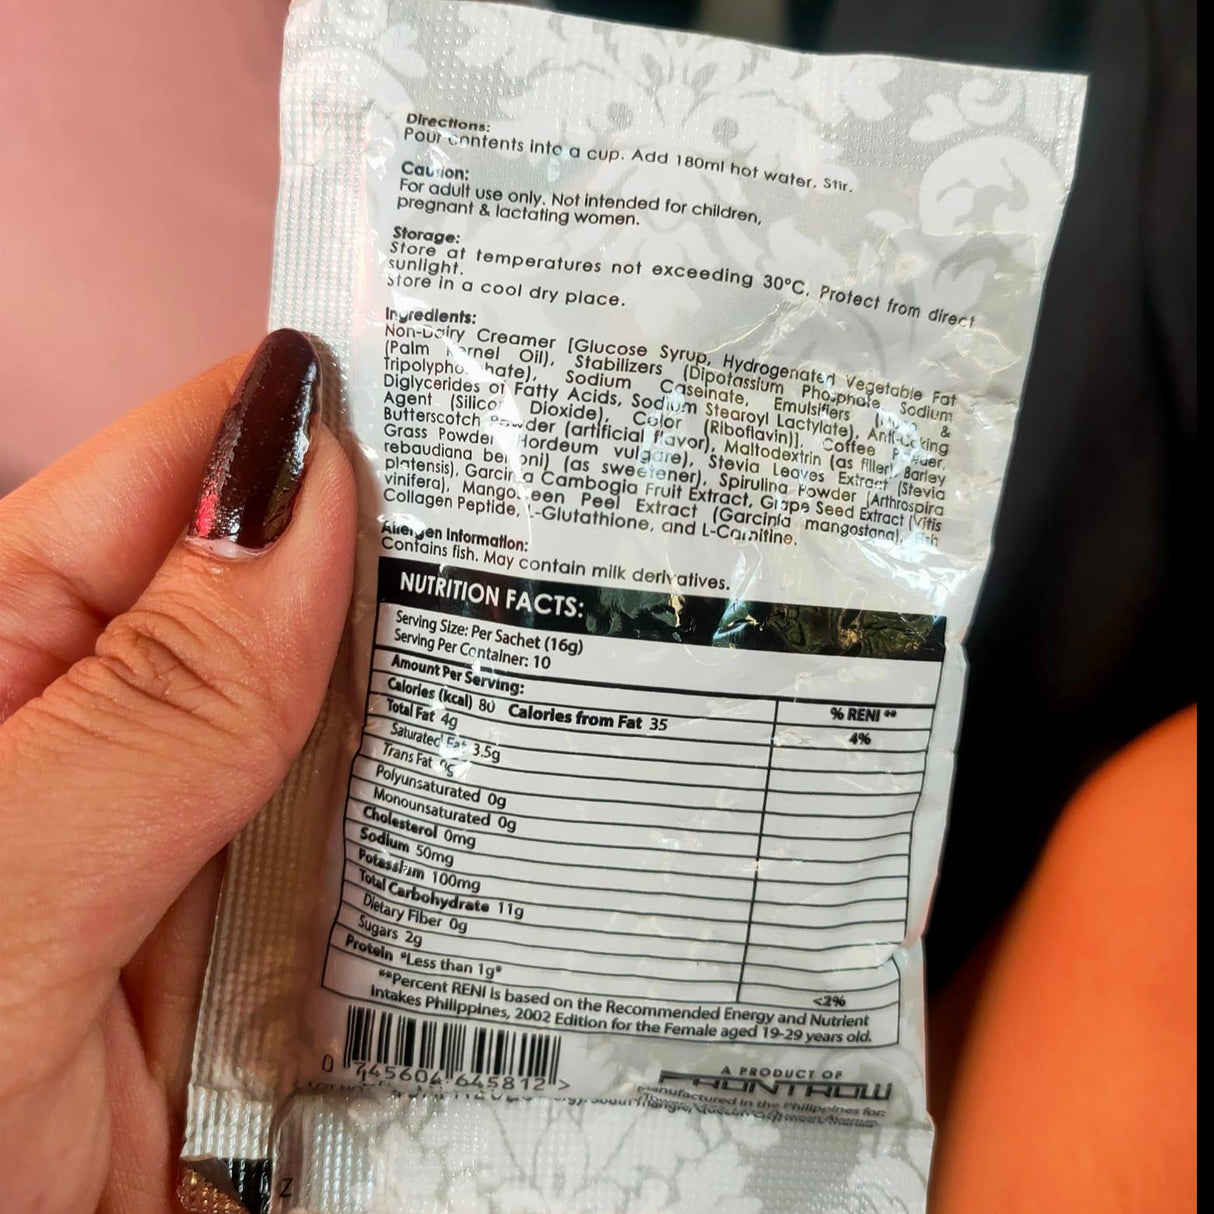 Directions:
Pour contents into a cup. Add 180ml hot water. Stir.
Caution:
For adult use only. Not intended for children,
pregnant & lactating women.
Storage:
Store at temperatures not exceeding 30°C. Protect from direct
sunlight.
Store in a cool dry place.
Ingredients:
Non-Dairy Creamer [Glucose Syrup, Hydrogenated Vegetable Fat
(Palm Kernel Oil), Stabilizers (Dipotassium Phosphate, Sodium
Tripolyphosphate), Sodium Caseinate, Emulsifiers (Mono &
Diglycerides of Fatty Acids, Sodium Stearoyl Lactylate), Anti-Caking
Agent (Silicon Dioxide), Color (Riboflavin)], Coffee Powder,
Butterscotch Powder (artificial flavor), Maltodextrin (as filler), Barley
Grass Powder (Hordeum vulgare), Stevia Leaves Extract (Stevia
rebaudiana bertoni) (as sweetener), Spirulina Powder (Arthrospira
platensis), Garcinia Cambogia Fruit Extract, Grape Seed Extract (Vitis
vinifera), Mangosteen Peel Extract (Garcinia mangostana), Fish
Collagen Peptide, L-Glutathione, and L-Carnitine.
Allergen Information:
Contains fish. May contain milk derivatives.
NUTRITION FACTS:
Serving Size: Per Sachet (16g)
Serving Per Container: 10
Amount Per Serving:
% RENI **
Calories (kcal) 80 Calories from Fat 35 4%
Total Fat 4g
Saturated Fat 3.5g
Trans Fat 0g
Polyunsaturated 0g
Monounsaturated 0g
Cholesterol 0mg
Sodium 50mg
Potassium 100mg
Total Carbohydrate 11g
Dietary Fiber 0g
Sugars 2g
Protein *Less than 1g* <2%
**Percent RENI is based on the Recommended Energy and Nutrient
Intakes Philippines, 2002 Edition for the Female aged 19-29 years old.
0 745604 645812 >
A PRODUCT OF
FRONTROW
Manufactured in the Philippines for:
LOT NO